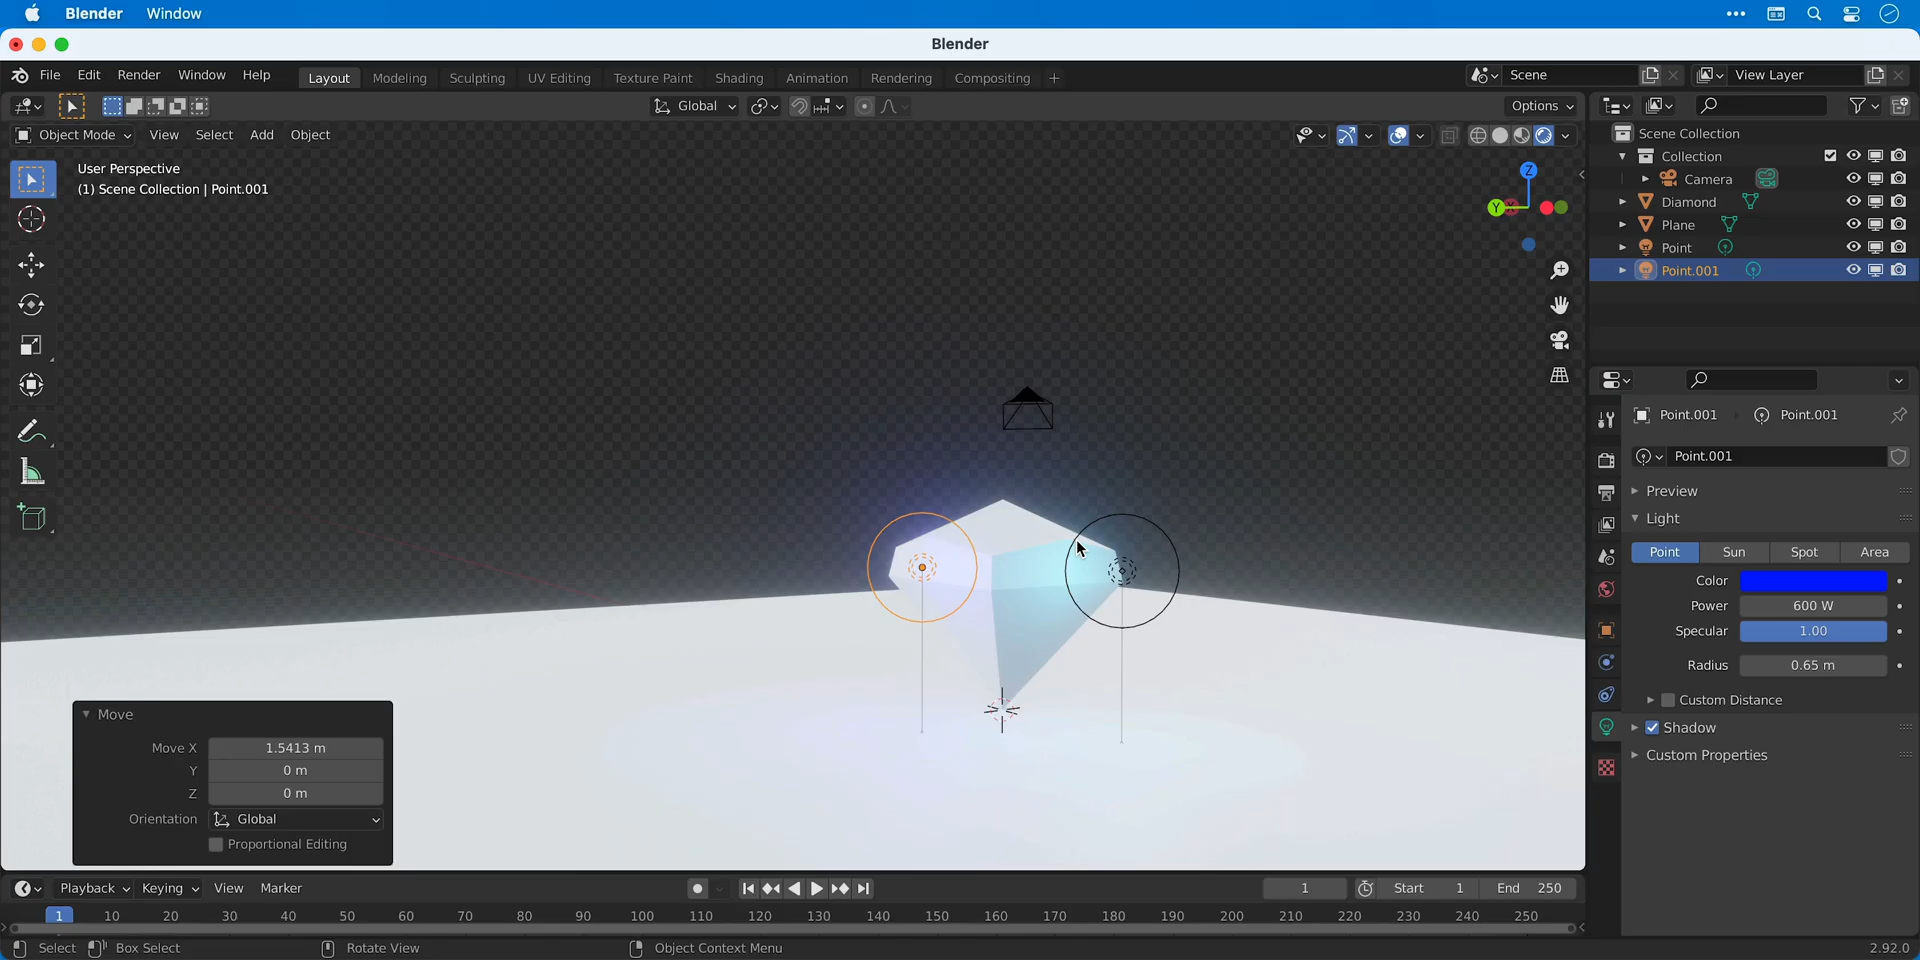 Blender Window
Blender
File Edit Render Window Help Layout Modeling Sculpting UV Editing Texture Paint Shading Animation Rendering Compositing + Scene View Layer
Global Options
Object Mode View Select Add Object
User Perspective
(1) Scene Collection | Point.001
Z
Y
Scene Collection
Collection
Camera
Diamond
Plane
Point
Point.001
Point.001 Point.001
Point.001
Preview
Light
Point Sun Spot Area
Color
Power 600 W
Specular 1.00
Radius 0.65 m
Custom Distance
Shadow
Custom Properties
Move
Move X 1.5413 m
Y 0 m
Z 0 m
Orientation Global
Proportional Editing
Playback Keying View Marker 1 Start 1 End 250
1 10 20 30 40 50 60 70 80 90 100 110 120 130 140 150 160 170 180 190 200 210 220 230 240 250
Select Box Select Rotate View Object Context Menu 2.92.0